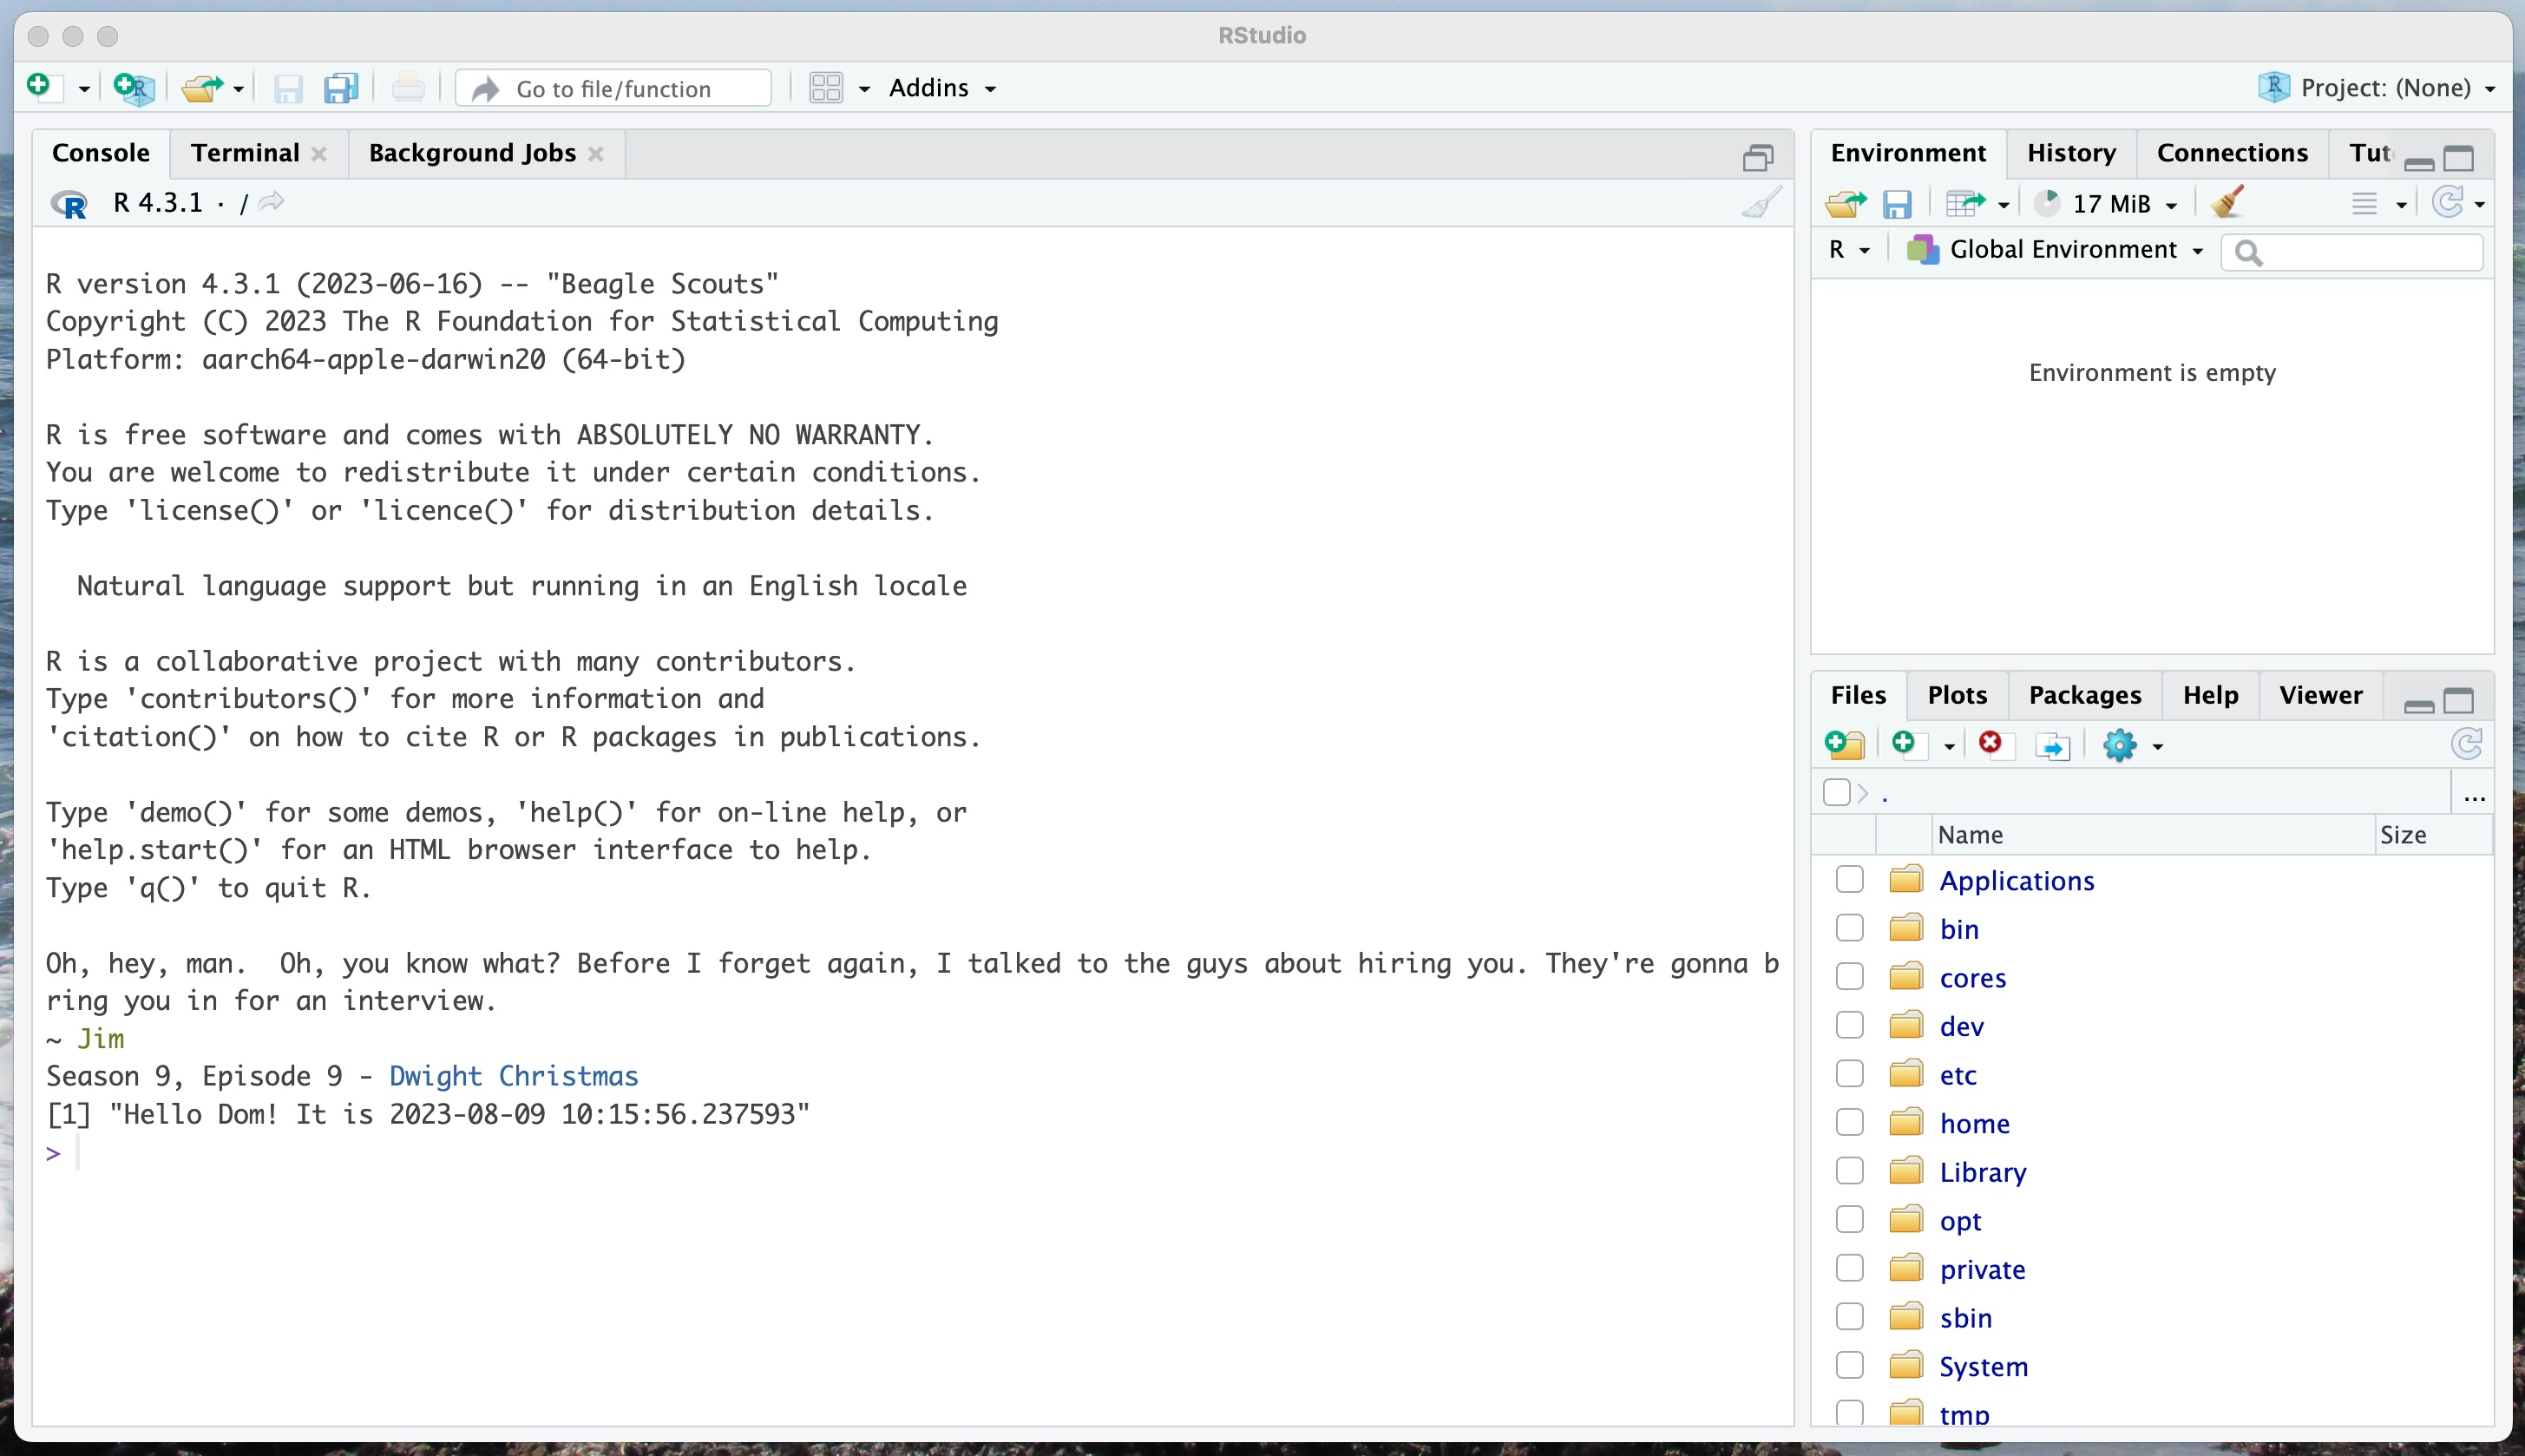 RStudio
Go to file/function
Addins
Project: (None)
Console Terminal Background Jobs
R 4.3.1 · /
R version 4.3.1 (2023-06-16) -- "Beagle Scouts"
Copyright (C) 2023 The R Foundation for Statistical Computing
Platform: aarch64-apple-darwin20 (64-bit)
R is free software and comes with ABSOLUTELY NO WARRANTY.
You are welcome to redistribute it under certain conditions.
Type 'license()' or 'licence()' for distribution details.
Natural language support but running in an English locale
R is a collaborative project with many contributors.
Type 'contributors()' for more information and
'citation()' on how to cite R or R packages in publications.
Type 'demo()' for some demos, 'help()' for on-line help, or
'help.start()' for an HTML browser interface to help.
Type 'q()' to quit R.
Oh, hey, man.  Oh, you know what? Before I forget again, I talked to the guys about hiring you. They're gonna b
ring you in for an interview.
~ Jim
Season 9, Episode 9 - Dwight Christmas
[1] "Hello Dom! It is 2023-08-09 10:15:56.237593"
>
Environment History Connections Tut
17 MiB
R Global Environment
Environment is empty
Files Plots Packages Help Viewer
. ...
Name Size
Applications
bin
cores
dev
etc
home
Library
opt
private
sbin
System
tmp